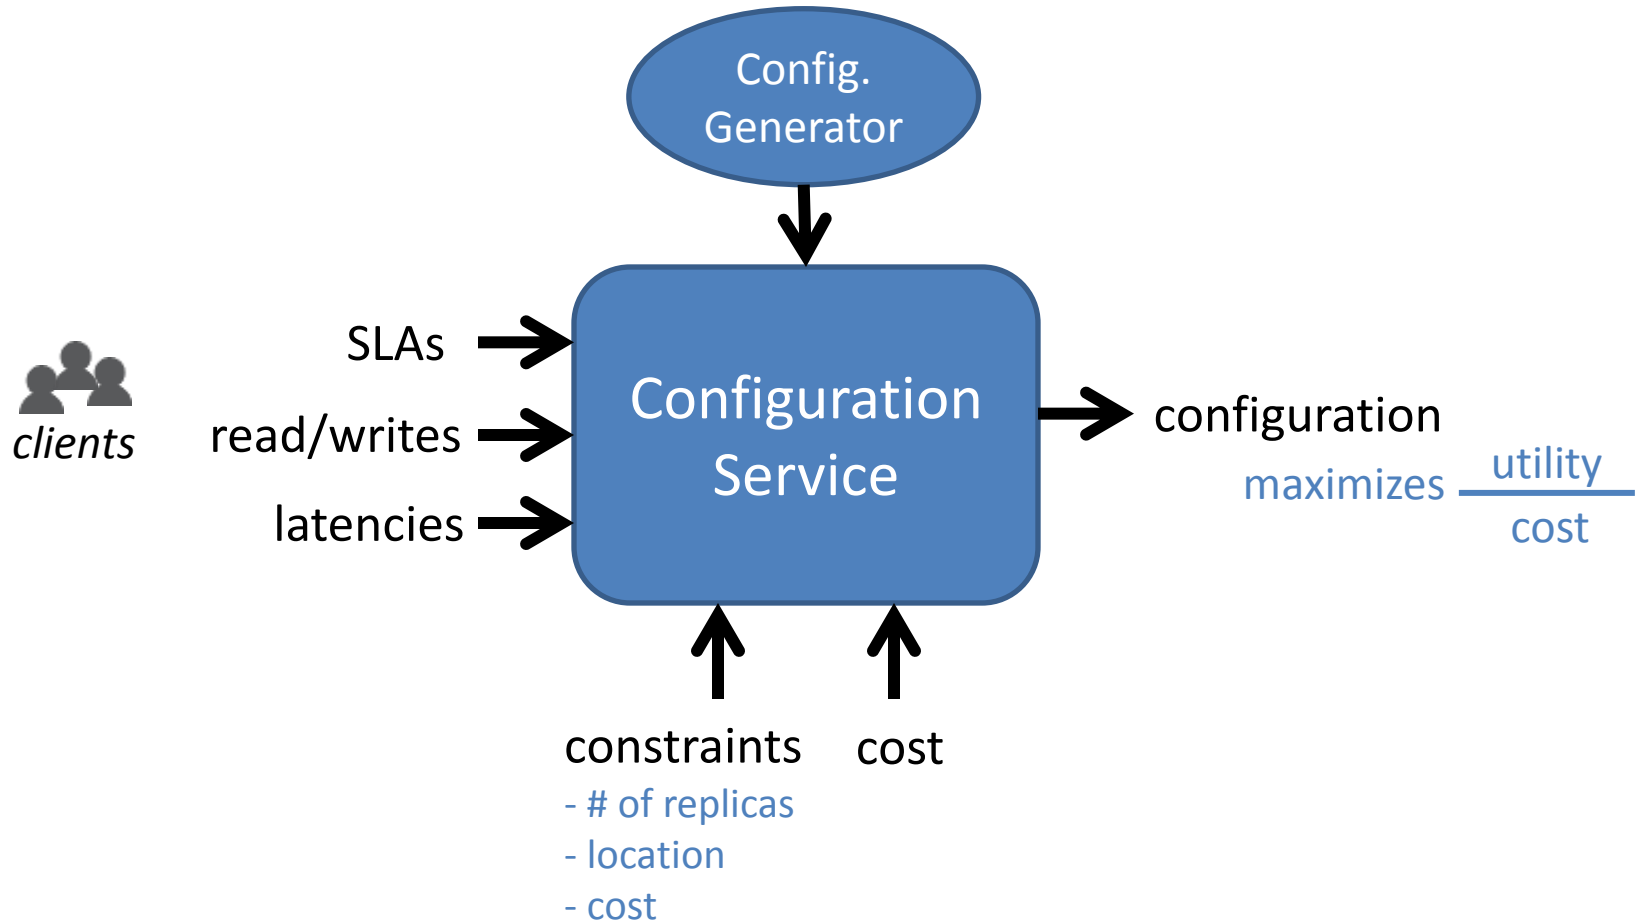 Config.
Generator
SLAs
read/writes
latencies
clients
Configuration
Service
configuration
maximizes utility
cost
constraints
- # of replicas
- location
- cost
cost